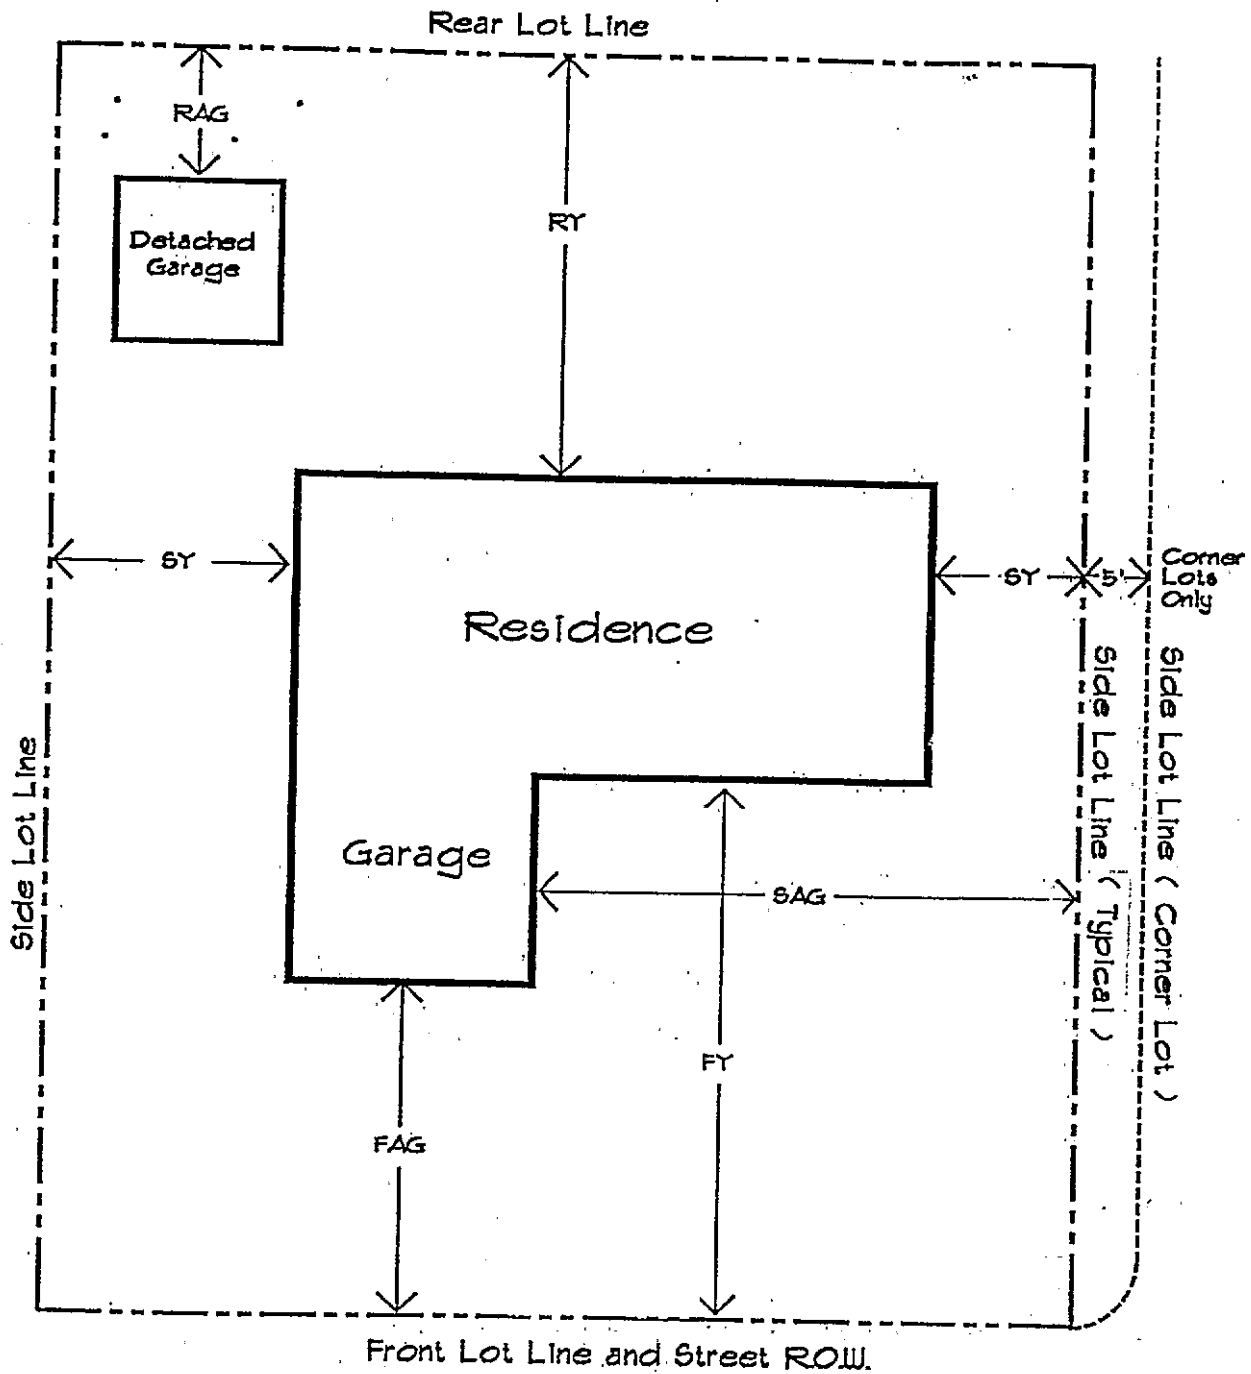 Rear Lot Line
RAG
RY
Detached
Garage
SY
SY
5'
Corner
Lots
Only
Residence
Side Lot Line
Side Lot Line ( Typical )
Side Lot Line ( Corner Lot )
Garage
SAG
FY
FAG
Front Lot Line and Street R.O.W.